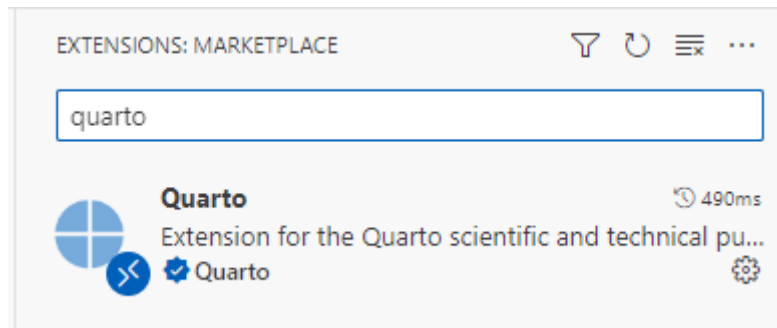 EXTENSIONS: MARKETPLACE
quarto
Quarto 490ms
Extension for the Quarto scientific and technical pu...
Quarto